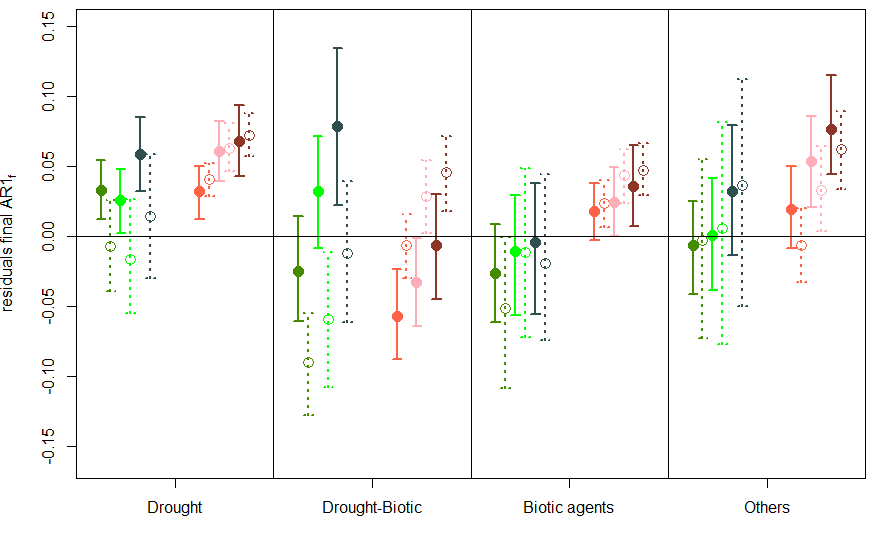 residuals final AR1f
0.15
0.10
0.05
0.00
-0.05
-0.10
-0.15
Drought
Drought-Biotic
Biotic agents
Others